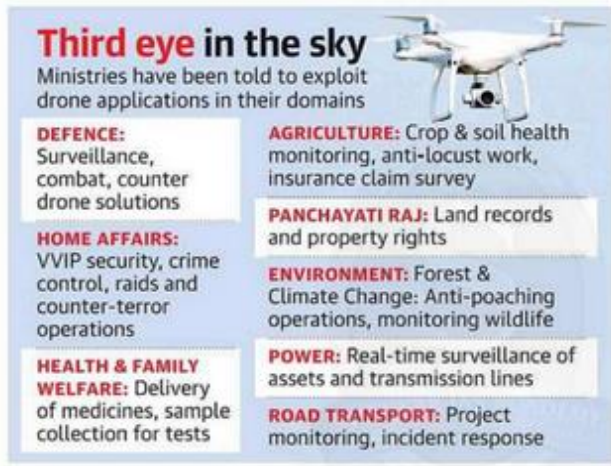 Third eye in the sky
Ministries have been told to exploit
drone applications in their domains
DEFENCE:
Surveillance,
combat, counter
drone solutions
HOME AFFAIRS:
VVIP security, crime
control, raids and
counter-terror
operations
HEALTH & FAMILY
WELFARE: Delivery
of medicines, sample
collection for tests
AGRICULTURE: Crop & soil health
monitoring, anti-locust work,
insurance claim survey
PANCHAYATI RAJ: Land records
and property rights
ENVIRONMENT: Forest &
Climate Change: Anti-poaching
operations, monitoring wildlife
POWER: Real-time surveillance of
assets and transmission lines
ROAD TRANSPORT: Project
monitoring, incident response